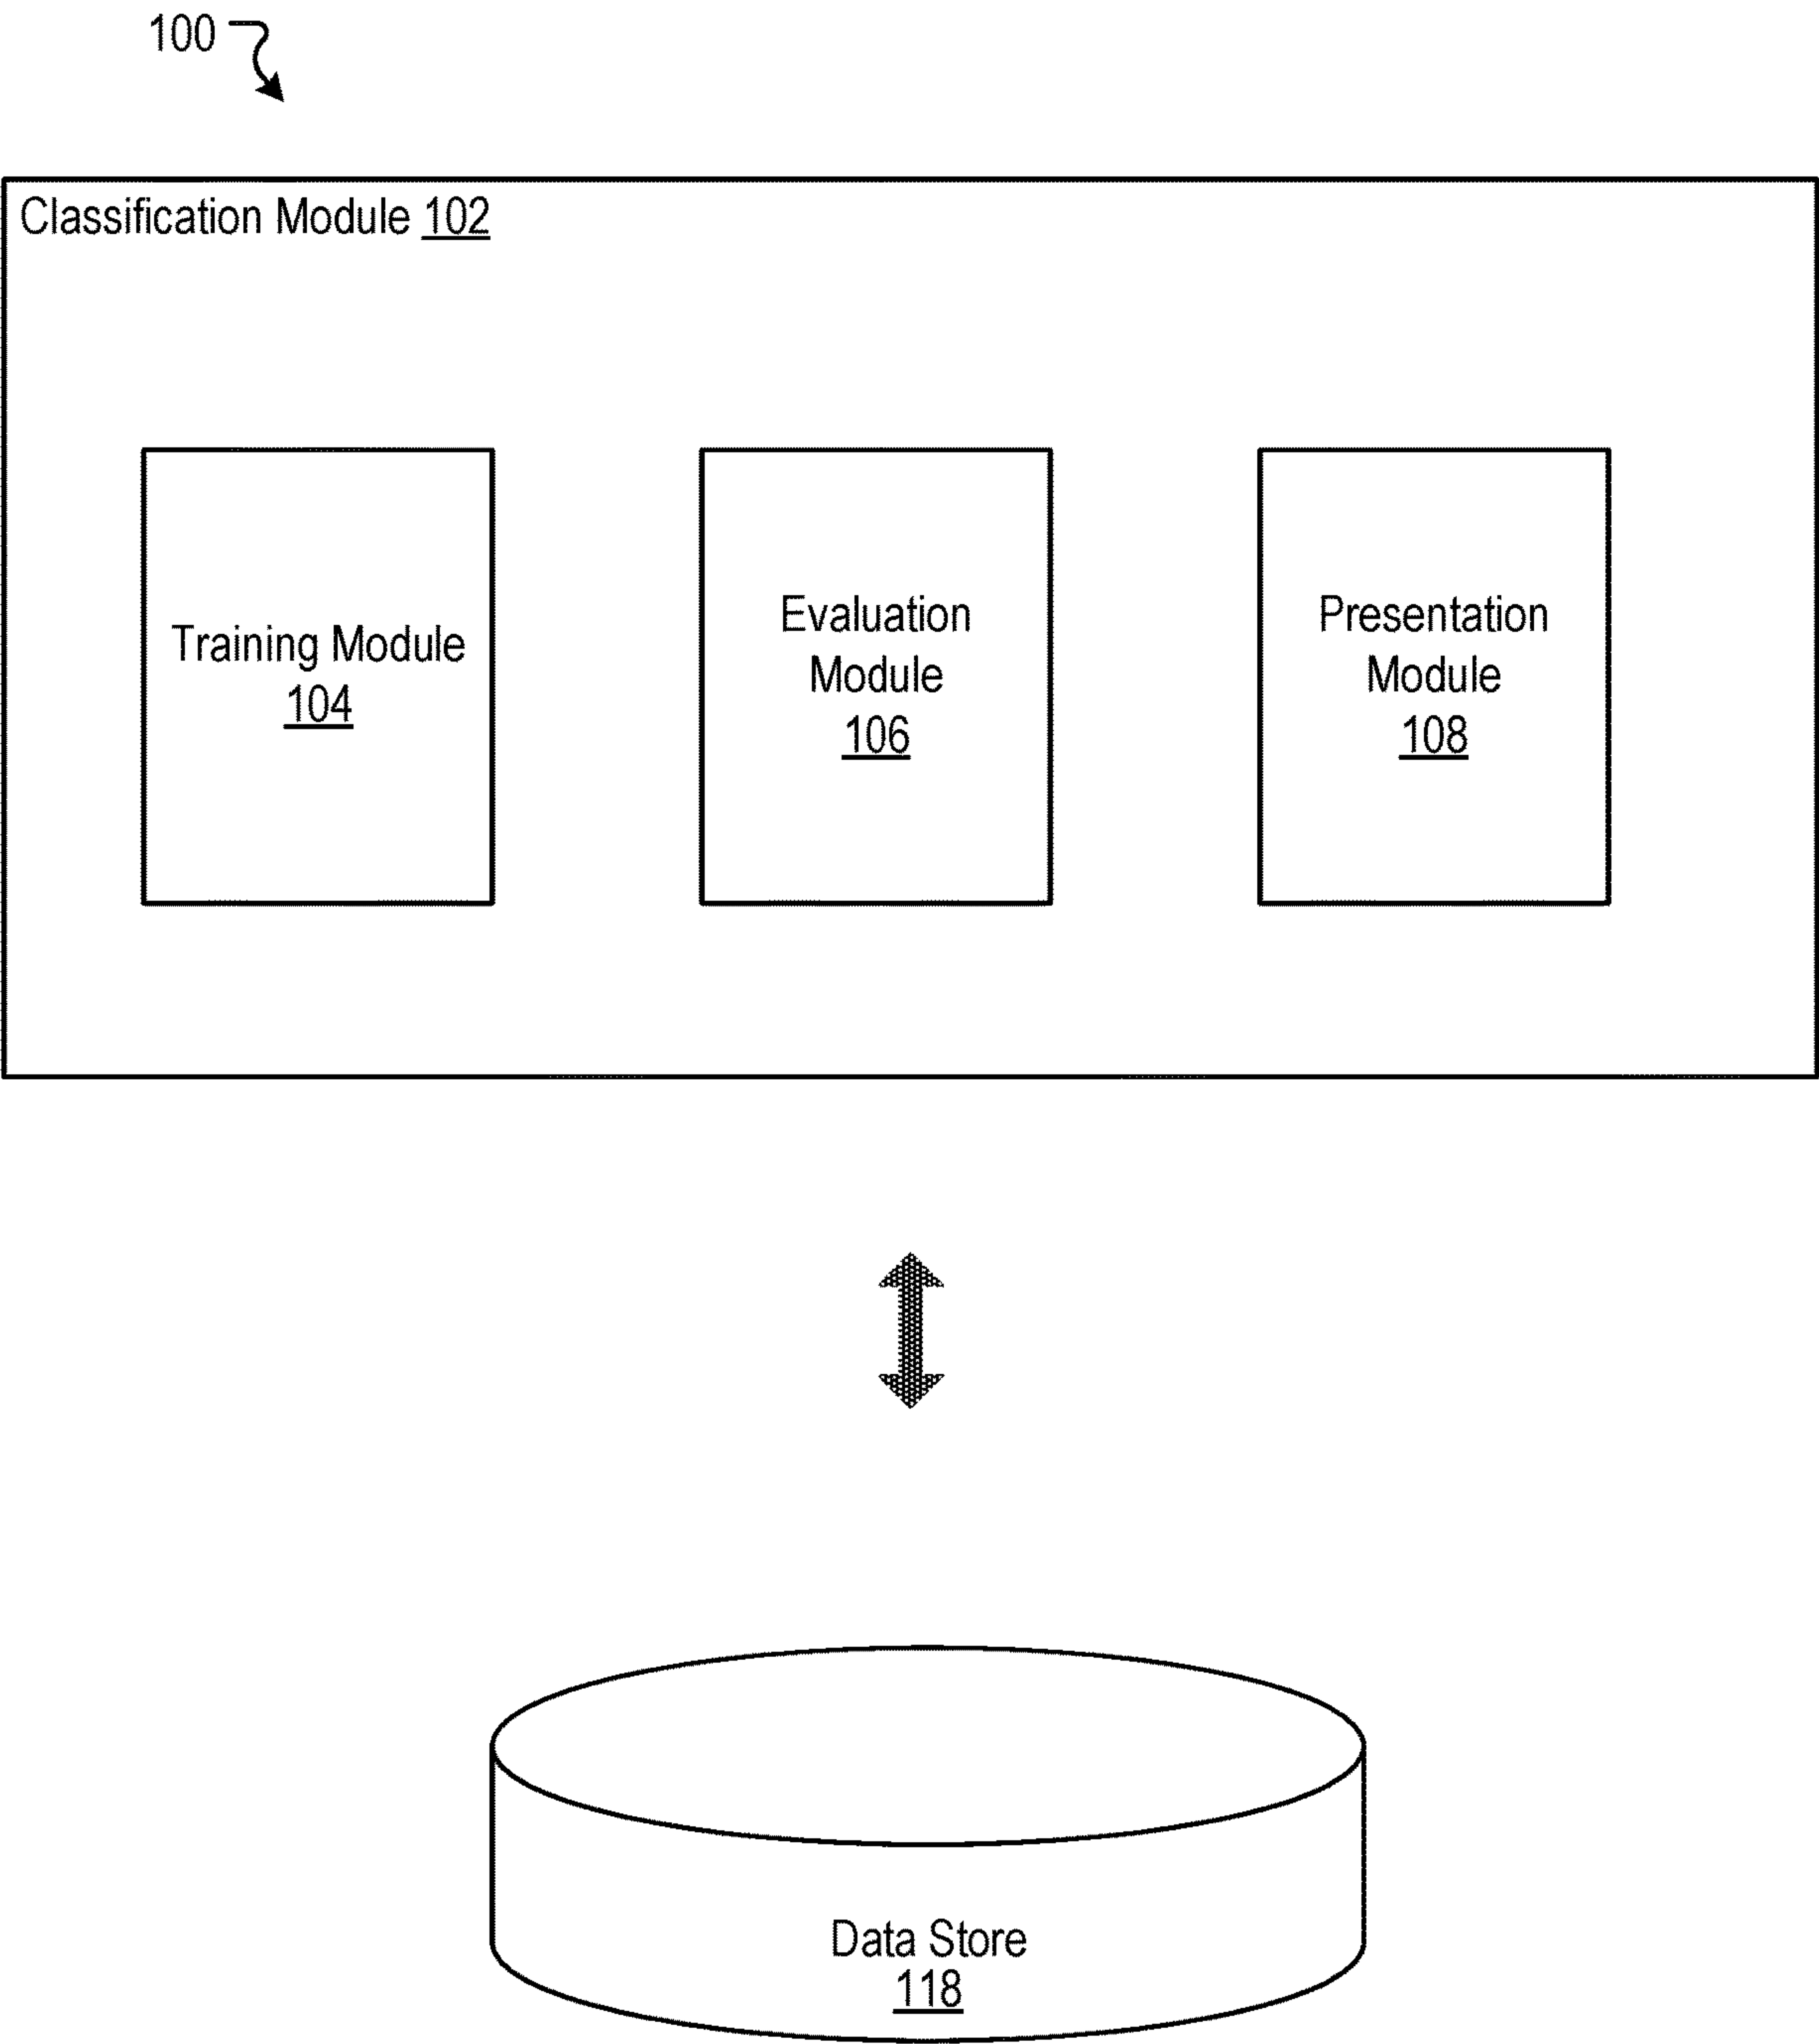 100
Classification Module 102
Training Module
104
Evaluation
Module
106
Presentation
Module
108
Data Store
118